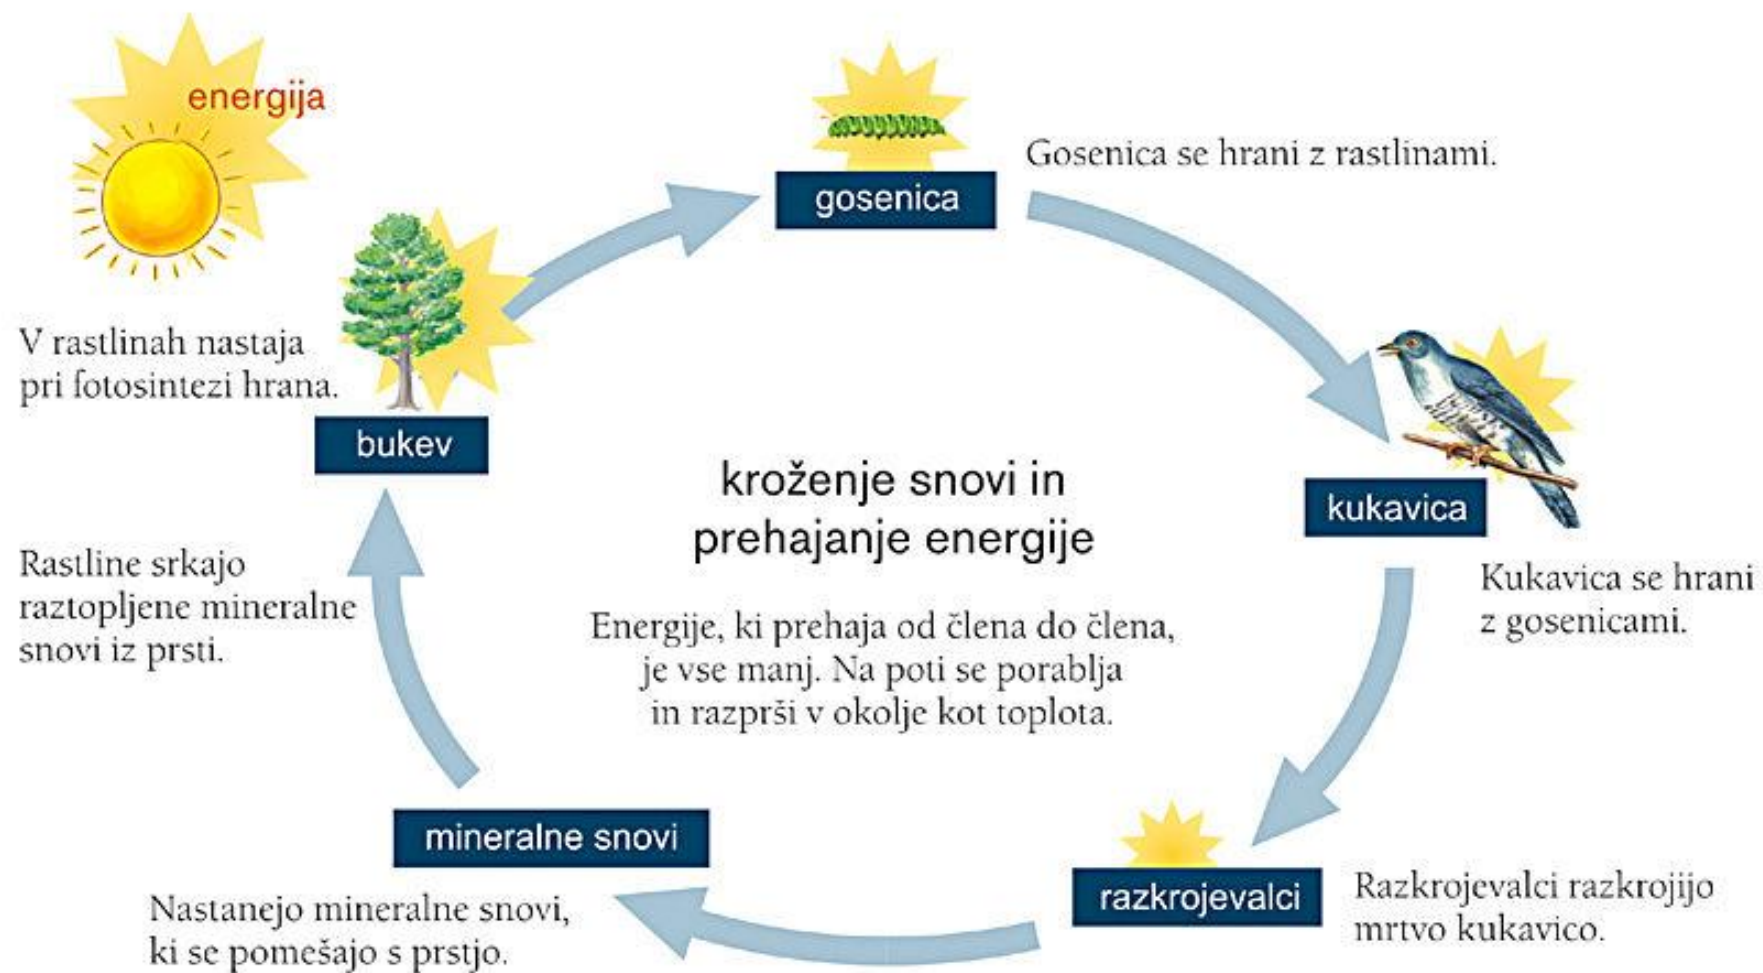 energija
gosenica
Gosenica se hrani z rastlinami.
V rastlinah nastaja
pri fotosintezi hrana.
bukev
kroženje snovi in
prehajanje energije
kukavica
Rastline srkajo
raztopljene mineralne
snovi iz prsti.
Kukavica se hrani
z gosenicami.
Energije, ki prehaja od člena do člena,
je vse manj. Na poti se porablja
in razprši v okolje kot toplota.
mineralne snovi
razkrojevalci
Razkrojevalci razkrojijo
mrtvo kukavico.
Nastanejo mineralne snovi,
ki se pomešajo s prstjo.